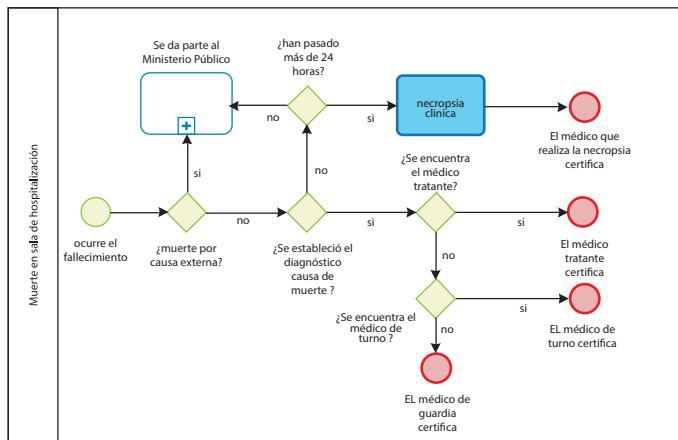 Muerte en sala de hospitalización
Se da parte al
Ministerio Público
¿han pasado
más de 24
horas?
necropsia
clínica
no
si
El médico que
realiza la necropsia
certifica
si
no
¿Se encuentra
el médico
tratante?
ocurre el
fallecimiento
¿muerte por
causa externa?
no
¿Se estableció el
diagnóstico
causa de
muerte ?
si
si
El médico
tratante
certifica
no
¿Se encuentra el
médico de
turno ?
si
EL médico de
turno certifica
no
EL médico de
guardia
certifica